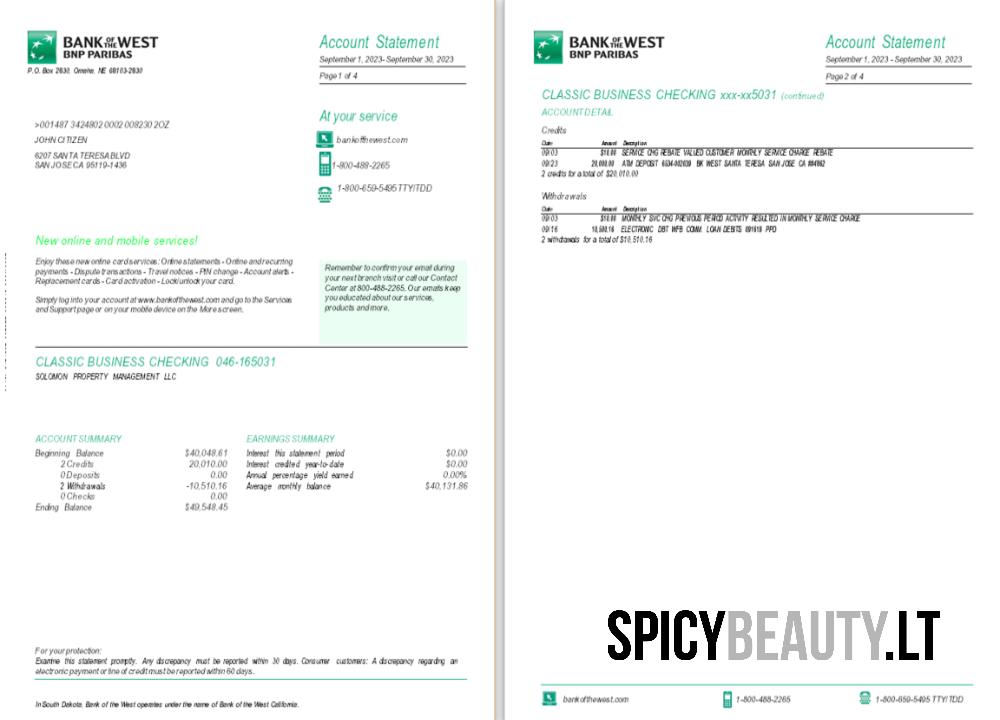 BANK OF THE WEST
BNP PARIBAS
P.O. Box 2830, Omaha, NE 68103-2830
Account Statement
September 1, 2023- September 30, 2023
Page 1 of 4
>001487 3424802 0002 008230 2OZ
JOHN CITIZEN
6207 SANTA TERESA BLVD
SAN JOSE CA 95119-1436
At your service
bankofthewest.com
1-800-488-2265
1-800-659-5495 TTY/TDD
New online and mobile services!
Enjoy these new online card services: Online statements - Online and recurring
payments - Dispute transactions - Travel notices - PIN change - Account alerts -
Replacement cards - Card activation - Lock/unlock your card.
Simply log into your account at www.bankofthewest.com and go to the Services
and Support page or on your mobile device on the More screen.
Remember to confirm your email during
your next branch visit or call our Contact
Center at 800-488-2265. Our emails keep
you educated about our services,
products and more.
CLASSIC BUSINESS CHECKING 046-165031
SOLOMON PROPERTY MANAGEMENT LLC
ACCOUNT SUMMARY
Beginning Balance $40,048.61
2 Credits 20,010.00
0 Deposits 0.00
2 Withdrawals -10,510.16
0 Checks 0.00
Ending Balance $49,548.45
EARNINGS SUMMARY
Interest this statement period $0.00
Interest credited year-to-date $0.00
Annual percentage yield earned 0.00%
Average monthly balance $40,131.86
For your protection:
Examine this statement promptly. Any discrepancy must be reported within 30 days. Consumer customers: A discrepancy regarding an
electronic payment or line of credit must be reported within 60 days.
In South Dakota, Bank of the West operates under the name of Bank of the West California.
BANK OF THE WEST
BNP PARIBAS
Account Statement
September 1, 2023 - September 30, 2023
Page 2 of 4
CLASSIC BUSINESS CHECKING xxx-xx5031 (continued)
ACCOUNT DETAIL
Credits
Date Amount Description
09/03 $10.00 SERVICE CHG REBATE VALUED CUSTOMER MONTHLY SERVICE CHARGE REBATE
09/23 20,000.00 ATM DEPOSIT BK WEST SANTA TERESA SAN JOSE CA
2 credits for a total of $20,010.00
Withdrawals
Date Amount Description
09/03 $10.00 MONTHLY SVC CHG PREVIOUS PERIOD ACTIVITY RESULTED IN MONTHLY SERVICE CHARGE
09/16 10,500.16 ELECTRONIC DBT WFB COMM. LOAN DEBITS 091619 PPD
2 withdrawals for a total of $10,510.16
SPICYBEAUTY.LT
bankofthewest.com
1-800-488-2265
1-800-659-5495 TTY/TDD